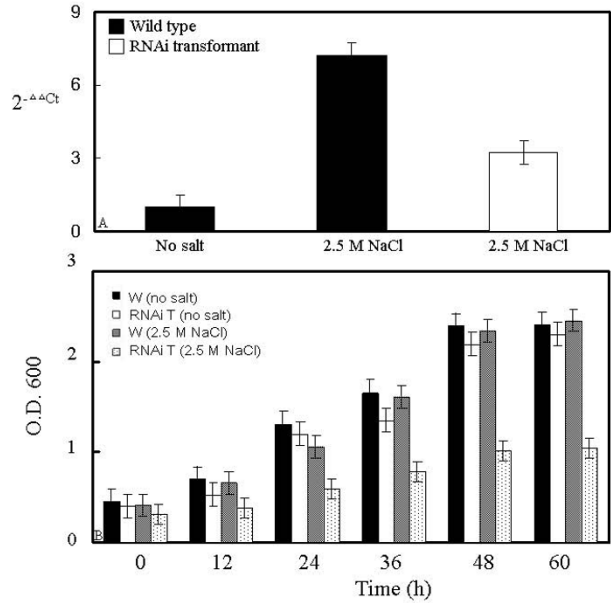 9
Wild type
RNAi transformant
6
2^-ΔΔCt
3
0
A
No salt 2.5 M NaCl 2.5 M NaCl
3
W (no salt)
RNAi T (no salt)
W (2.5 M NaCl)
RNAi T (2.5 M NaCl)
2
O.D. 600
1
0
B
0 12 24 36 48 60
Time (h)